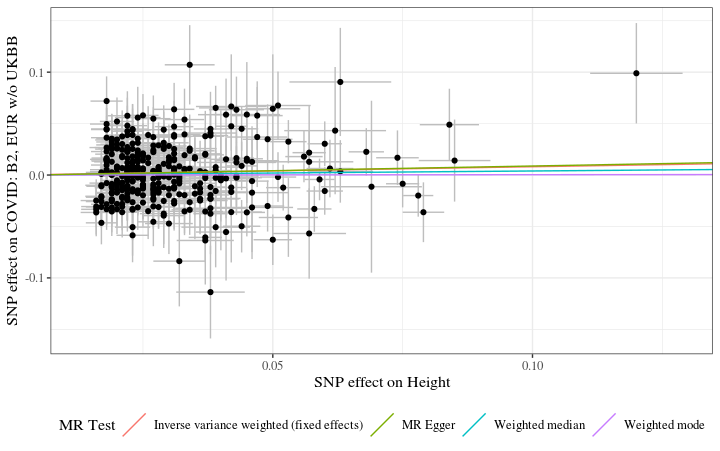 SNP effect on COVID: B2, EUR w/o UKBB
0.1
0.0
-0.1
0.05
0.10
SNP effect on Height
MR Test
Inverse variance weighted (fixed effects)
MR Egger
Weighted median
Weighted mode